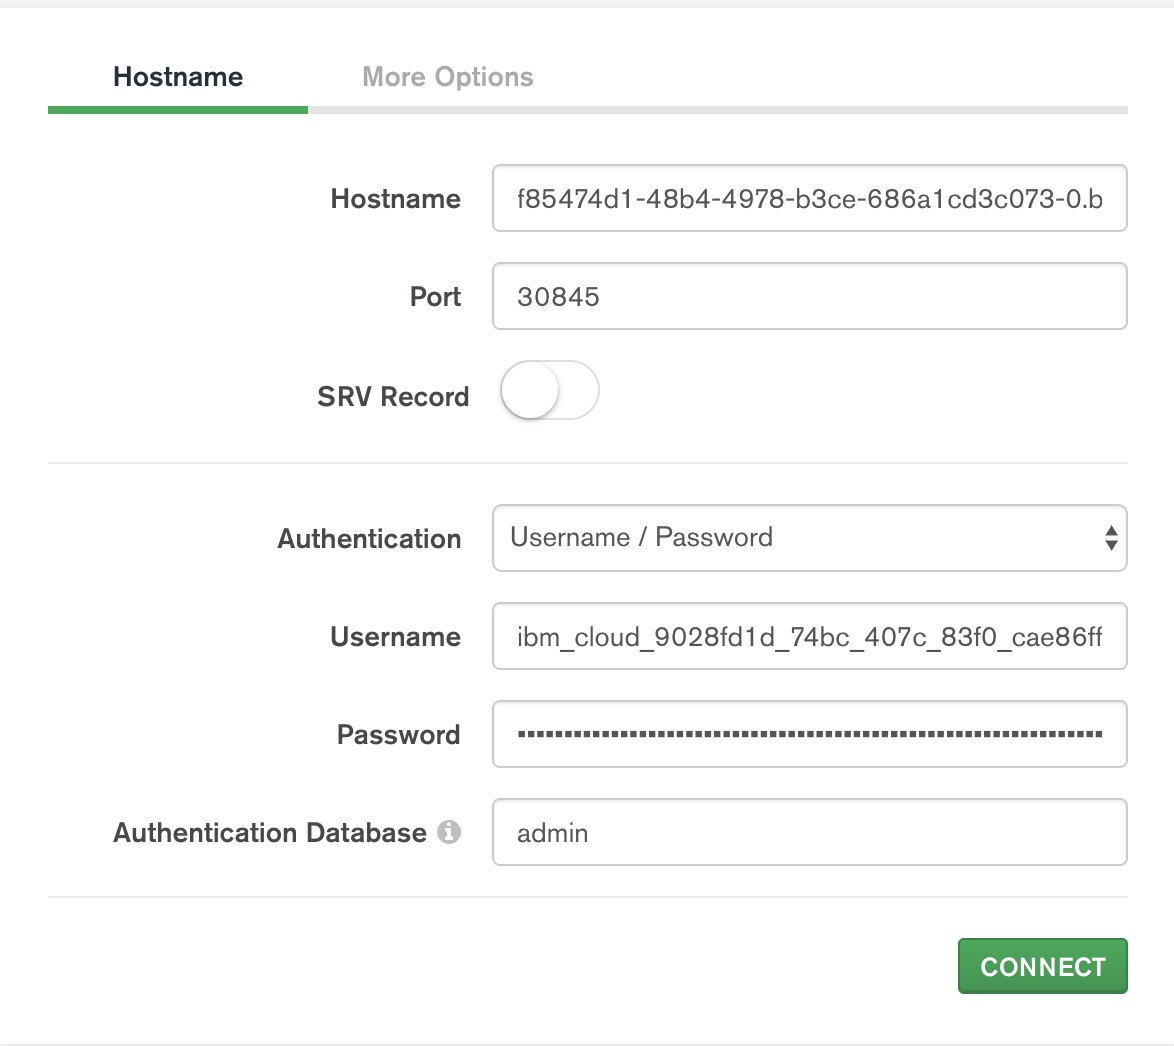 Hostname More Options
Hostname f85474d1-48b4-4978-b3ce-686a1cd3c073-0.b
Port 30845
SRV Record
Authentication Username / Password
Username ibm_cloud_9028fd1d_74bc_407c_83f0_cae86ff
Password
Authentication Database admin
CONNECT